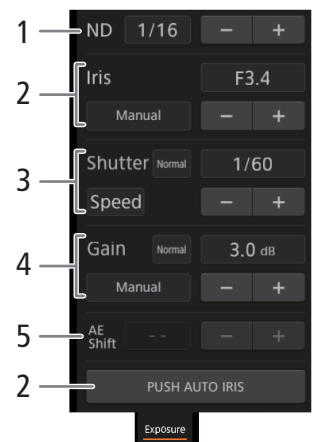 1 ND 1/16 − +
2 Iris F3.4
Manual − +
3 Shutter Normal 1/60
Speed − +
4 Gain Normal 3.0 dB
Manual − +
5 AE Shift -- − +
2 PUSH AUTO IRIS
Exposure